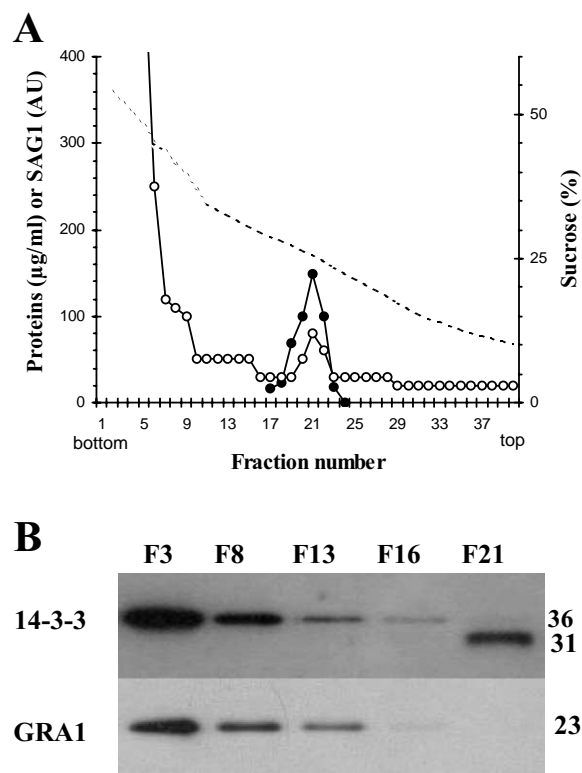 A
Proteins (µg/ml) or SAG1 (AU)
400
300
200
100
0
50
25
0
Sucrose (%)
1 5 9 13 17 21 25 29 33 37
bottom top
Fraction number
B
F3 F8 F13 F16 F21
14-3-3
36
31
GRA1
23